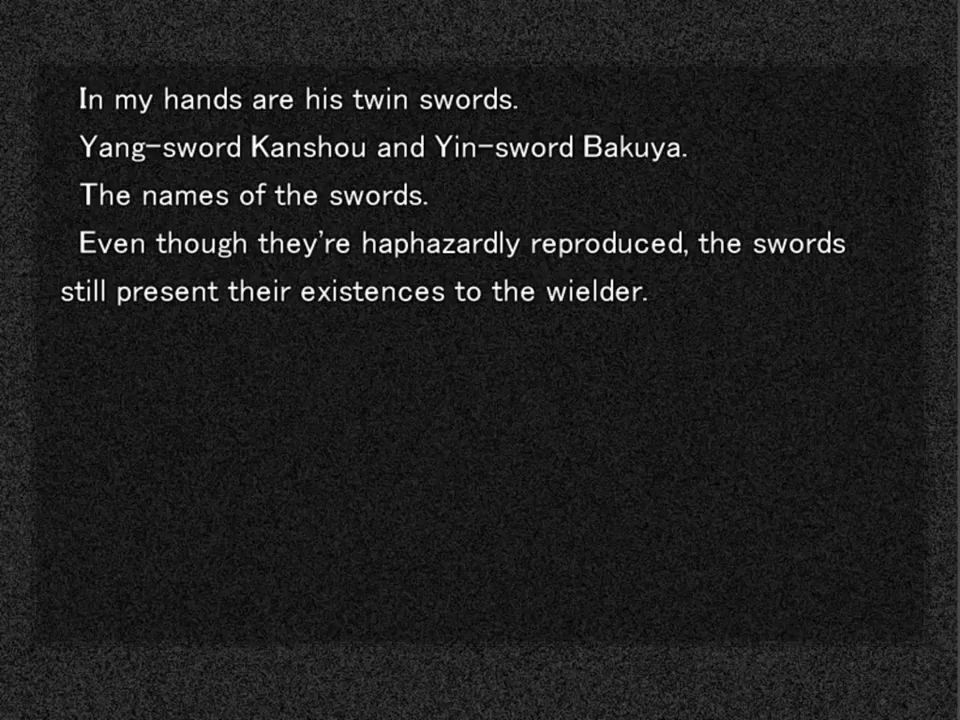 In my hands are his twin swords.
Yang-sword Kanshou and Yin-sword Bakuya.
The names of the swords.
Even though they're haphazardly reproduced, the swords
still present their existences to the wielder.